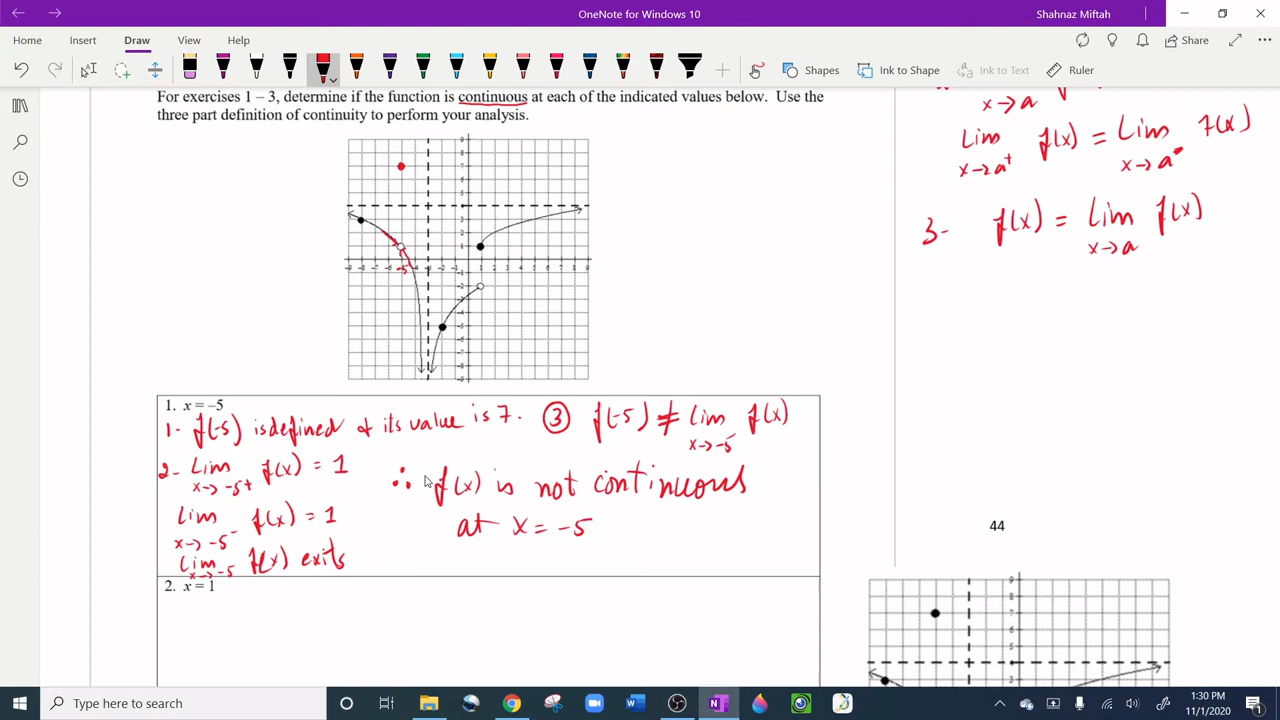 OneNote for Windows 10
Shahnaz Miftah
Home Insert Draw View Help
Share
Shapes Ink to Shape Ink to Text Ruler
For exercises 1 – 3, determine if the function is continuous at each of the indicated values below. Use the
three part definition of continuity to perform your analysis.
x→a
Lim f(x) = Lim f(x)
x→a⁺ x→a⁻
3- f(x) = Lim f(x)
x→a
1. x = –5
1- f(-5) is defined & its value is 7. ③ f(-5) ≠ Lim f(x)
x→-5
2- Lim f(x) = 1
x→-5+
∴ f(x) is not continuous
at x = -5
Lim f(x) = 1
x→-5⁻
Lim f(x) exits
x→-5
2. x = 1
44
Type here to search
1:30 PM
11/1/2020